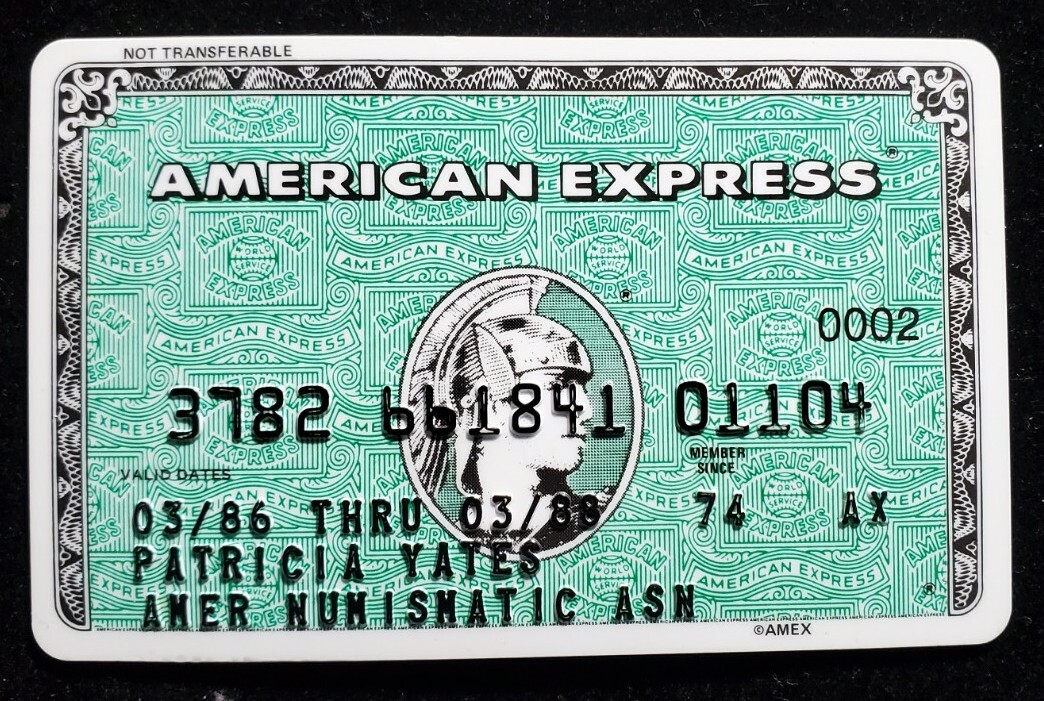 NOT TRANSFERABLE
AMERICAN EXPRESS®
0002
3782 661841 01104
MEMBER
SINCE
VALID DATES
03/86 THRU 03/88 74 AX
PATRICIA YATES
AMER NUMISMATIC ASN
©AMEX